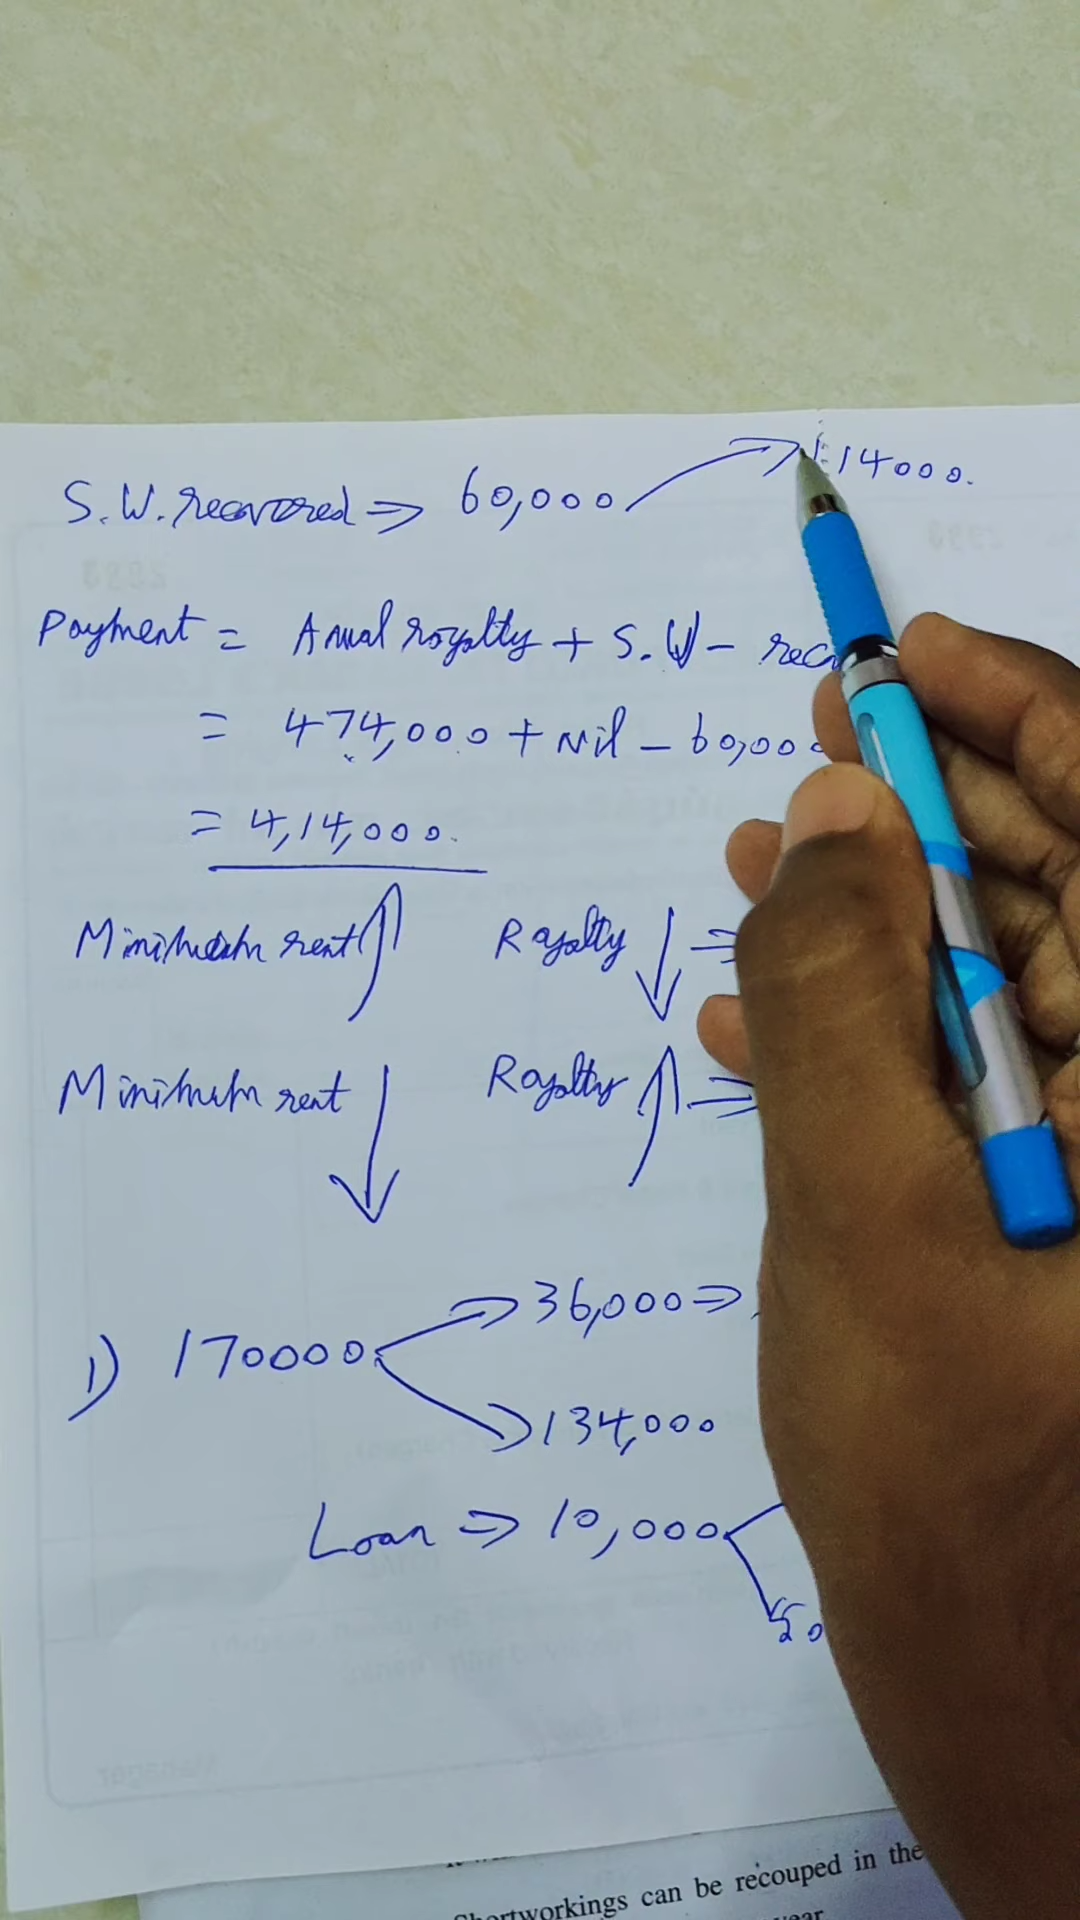 S.W. recovered ⇒ 60,000 → 114000.
Payment = Annual royalty + S.W -
= 474,000 + Nil - 60,000
= 4,14,000.
Minimum rent ↑ Royalty ↓ ⇒
Minimum rent ↓ Royalty ↑ ⇒
1) 170000 → 36,000 ⇒
→ 134,000
Loan ⇒ 10,000
Shortworkings can be recouped in the